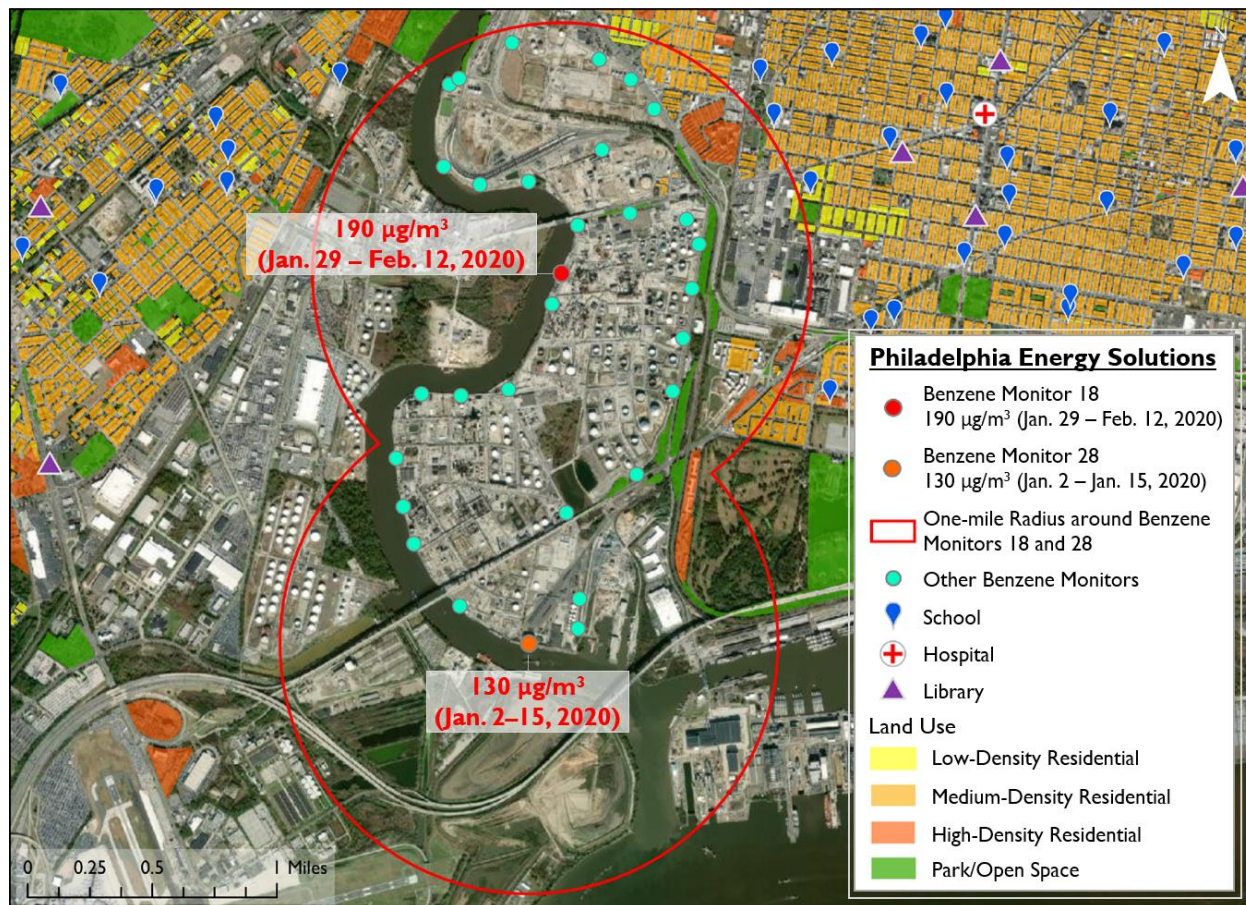 190 µg/m³
(Jan. 29 – Feb. 12, 2020)
130 µg/m³
(Jan. 2–15, 2020)
Philadelphia Energy Solutions
Benzene Monitor 18
190 µg/m³ (Jan. 29 – Feb. 12, 2020)
Benzene Monitor 28
130 µg/m³ (Jan. 2 – Jan. 15, 2020)
One-mile Radius around Benzene
Monitors 18 and 28
Other Benzene Monitors
School
Hospital
Library
Land Use
Low-Density Residential
Medium-Density Residential
High-Density Residential
Park/Open Space
0 0.25 0.5 1 Miles